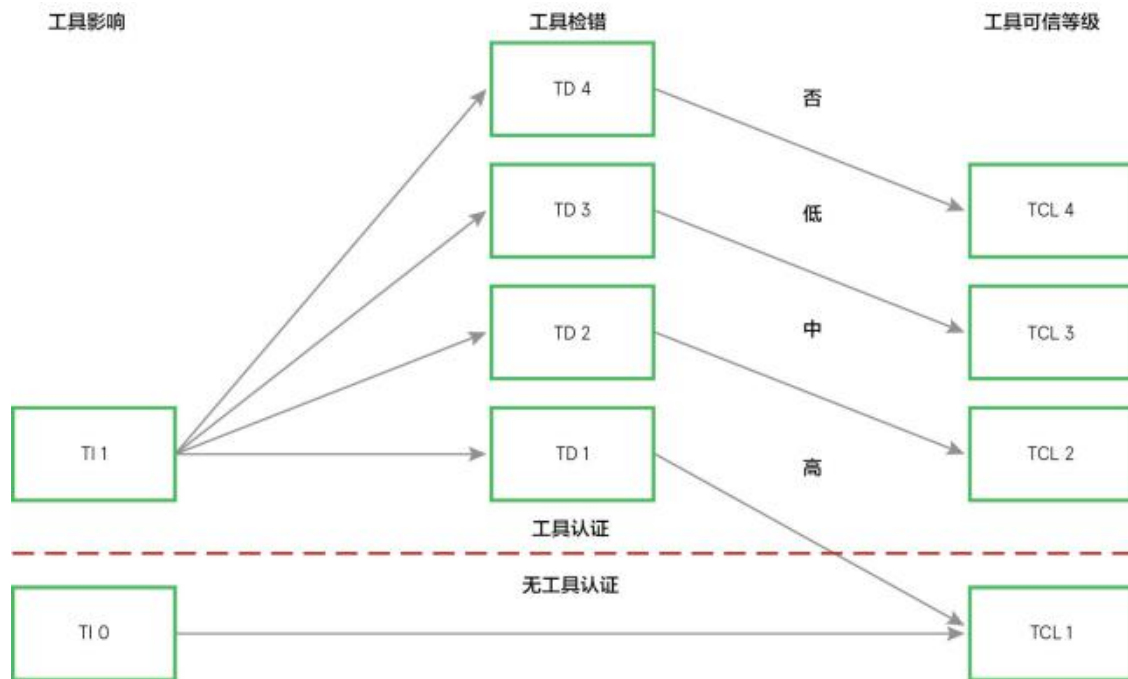 工具影响
工具检错
工具可信等级
TD 4
否
TD 3
低
TCL 4
TD 2
中
TCL 3
TI 1
TD 1
高
TCL 2
工具认证
无工具认证
TI 0
TCL 1